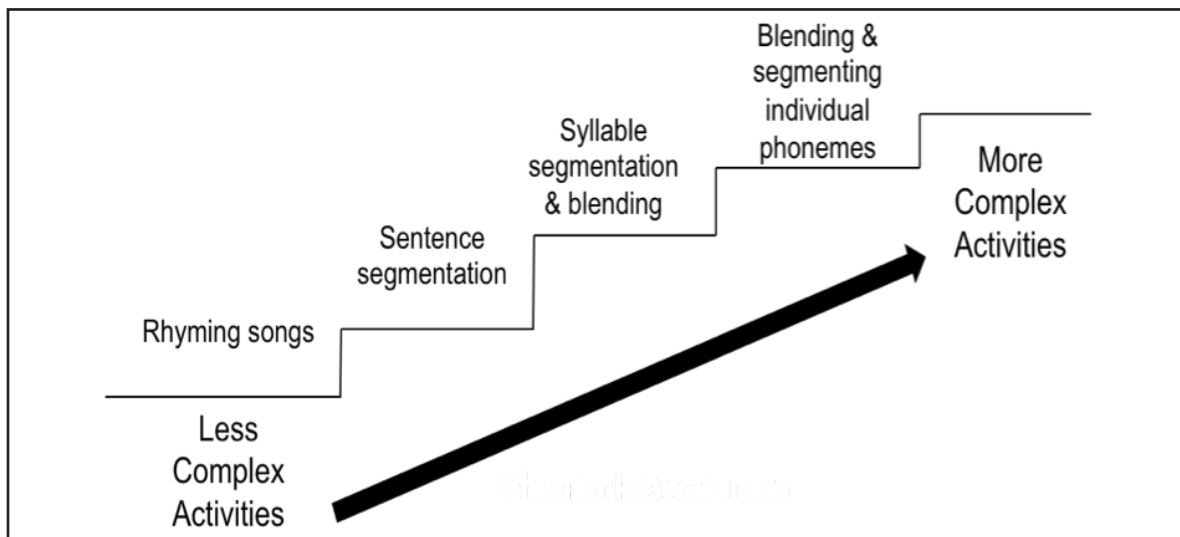 Blending &
segmenting
individual
phonemes
Syllable
segmentation
& blending
Sentence
segmentation
Rhyming songs
More
Complex
Activities
Less
Complex
Activities